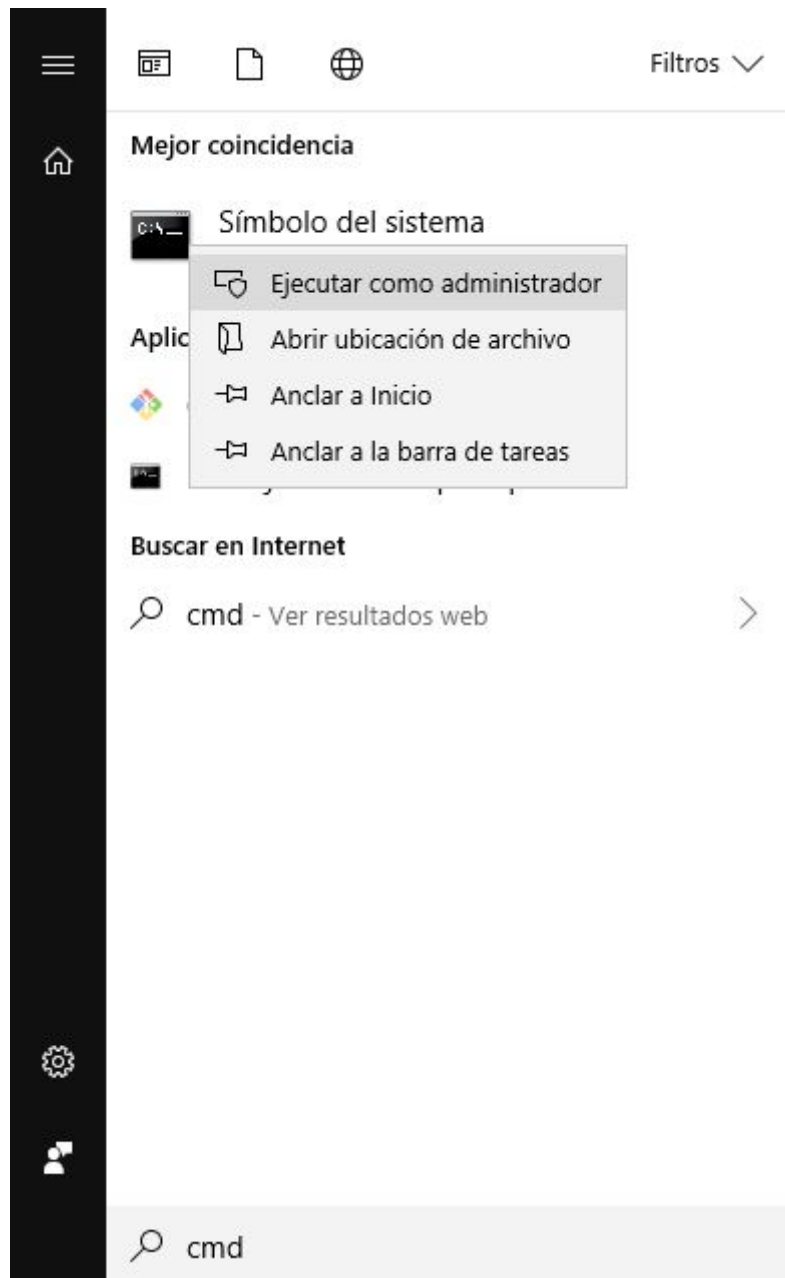 Filtros
Mejor coincidencia
Símbolo del sistema
Ejecutar como administrador
Aplic
Abrir ubicación de archivo
Anclar a Inicio
Anclar a la barra de tareas
Buscar en Internet
cmd - Ver resultados web
cmd